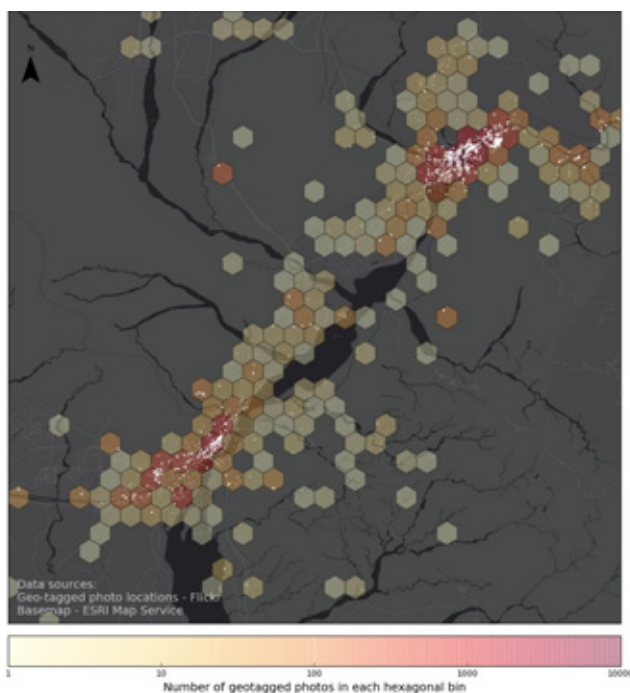 N
Data sources:
Geo-tagged photo locations - Flickr
Basemap - ESRI Map Service
1 10 100 1000 10000
Number of geotagged photos in each hexagonal bin